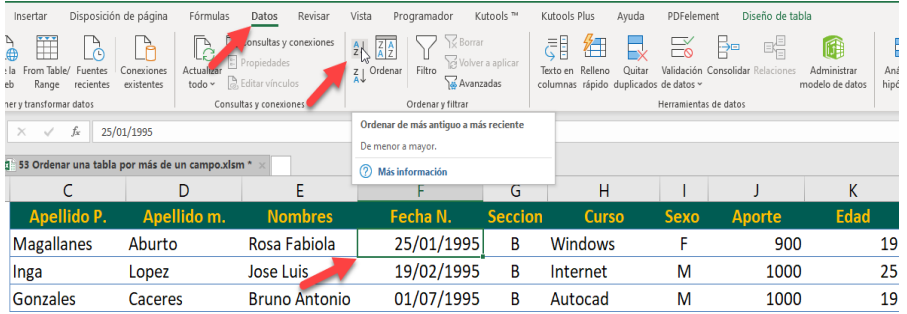 Insertar Disposición de página Fórmulas Datos Revisar Vista Programador Kutools ™ Kutools Plus Ayuda PDFelement Diseño de tabla
Consultas y conexiones
Propiedades
Editar vínculos
Borrar
Volver a aplicar
Avanzadas
From Table/ Range
Fuentes recientes
Conexiones existentes
Actualizar todo
Ordenar
Filtro
Texto en columnas
Relleno rápido
Quitar duplicados
Validación de datos
Consolidar
Relaciones
Administrar modelo de datos
ner y transformar datos Consultas y conexiones Ordenar y filtrar Herramientas de datos
fx 25/01/1995
Ordenar de más antiguo a más reciente
De menor a mayor.
Más información
53 Ordenar una tabla por más de un campo.xlsm *
C D E F G H I J K
Apellido P. Apellido m. Nombres Fecha N. Seccion Curso Sexo Aporte Edad
Magallanes Aburto Rosa Fabiola 25/01/1995 B Windows F 900 19
Inga Lopez Jose Luis 19/02/1995 B Internet M 1000 25
Gonzales Caceres Bruno Antonio 01/07/1995 B Autocad M 1000 19